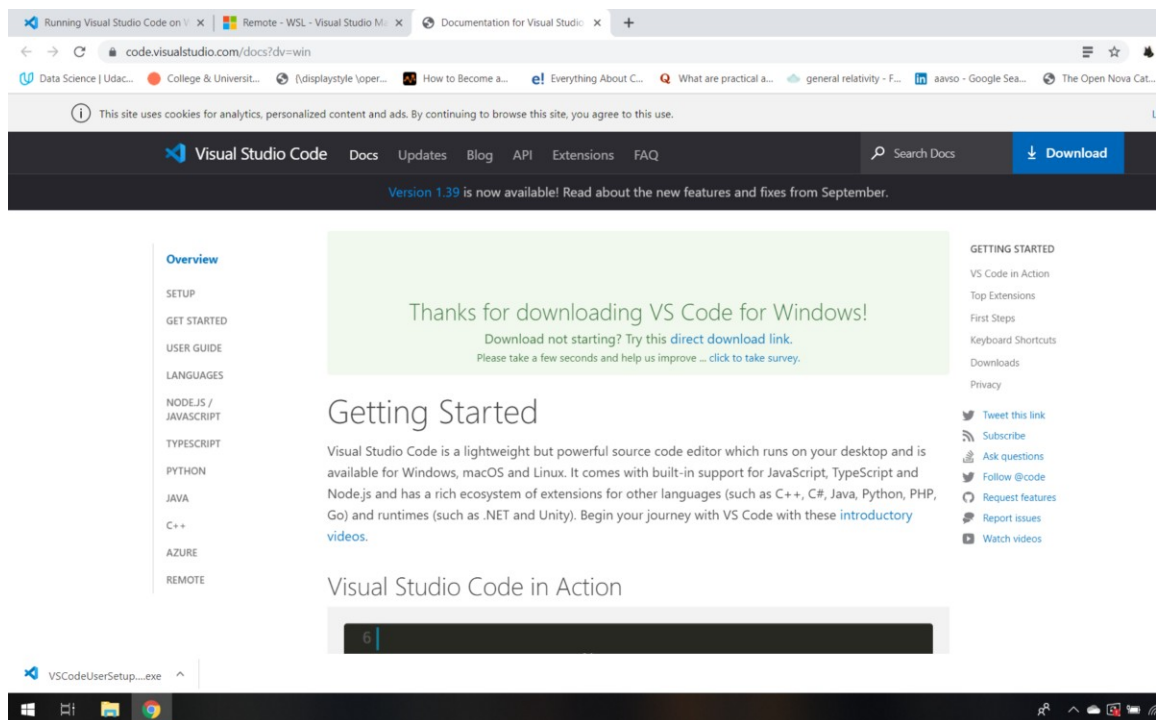 Running Visual Studio Code on V
Remote - WSL - Visual Studio Ma
Documentation for Visual Studio
code.visualstudio.com/docs?dv=win
Data Science | Udac...
College & Universit...
{\displaystyle \oper...
How to Become a...
Everything About C...
What are practical a...
general relativity - F...
aavso - Google Sea...
The Open Nova Cat...
This site uses cookies for analytics, personalized content and ads. By continuing to browse this site, you agree to this use.
Visual Studio Code Docs Updates Blog API Extensions FAQ
Search Docs
Download
Version 1.39 is now available! Read about the new features and fixes from September.
Overview
SETUP
GET STARTED
USER GUIDE
LANGUAGES
NODE.JS /
JAVASCRIPT
TYPESCRIPT
PYTHON
JAVA
C++
AZURE
REMOTE
Thanks for downloading VS Code for Windows!
Download not starting? Try this direct download link.
Please take a few seconds and help us improve ... click to take survey.
Getting Started
Visual Studio Code is a lightweight but powerful source code editor which runs on your desktop and is
available for Windows, macOS and Linux. It comes with built-in support for JavaScript, TypeScript and
Node.js and has a rich ecosystem of extensions for other languages (such as C++, C#, Java, Python, PHP,
Go) and runtimes (such as .NET and Unity). Begin your journey with VS Code with these introductory
videos.
Visual Studio Code in Action
6
GETTING STARTED
VS Code in Action
Top Extensions
First Steps
Keyboard Shortcuts
Downloads
Privacy
Tweet this link
Subscribe
Ask questions
Follow @code
Request features
Report issues
Watch videos
VSCodeUserSetup....exe